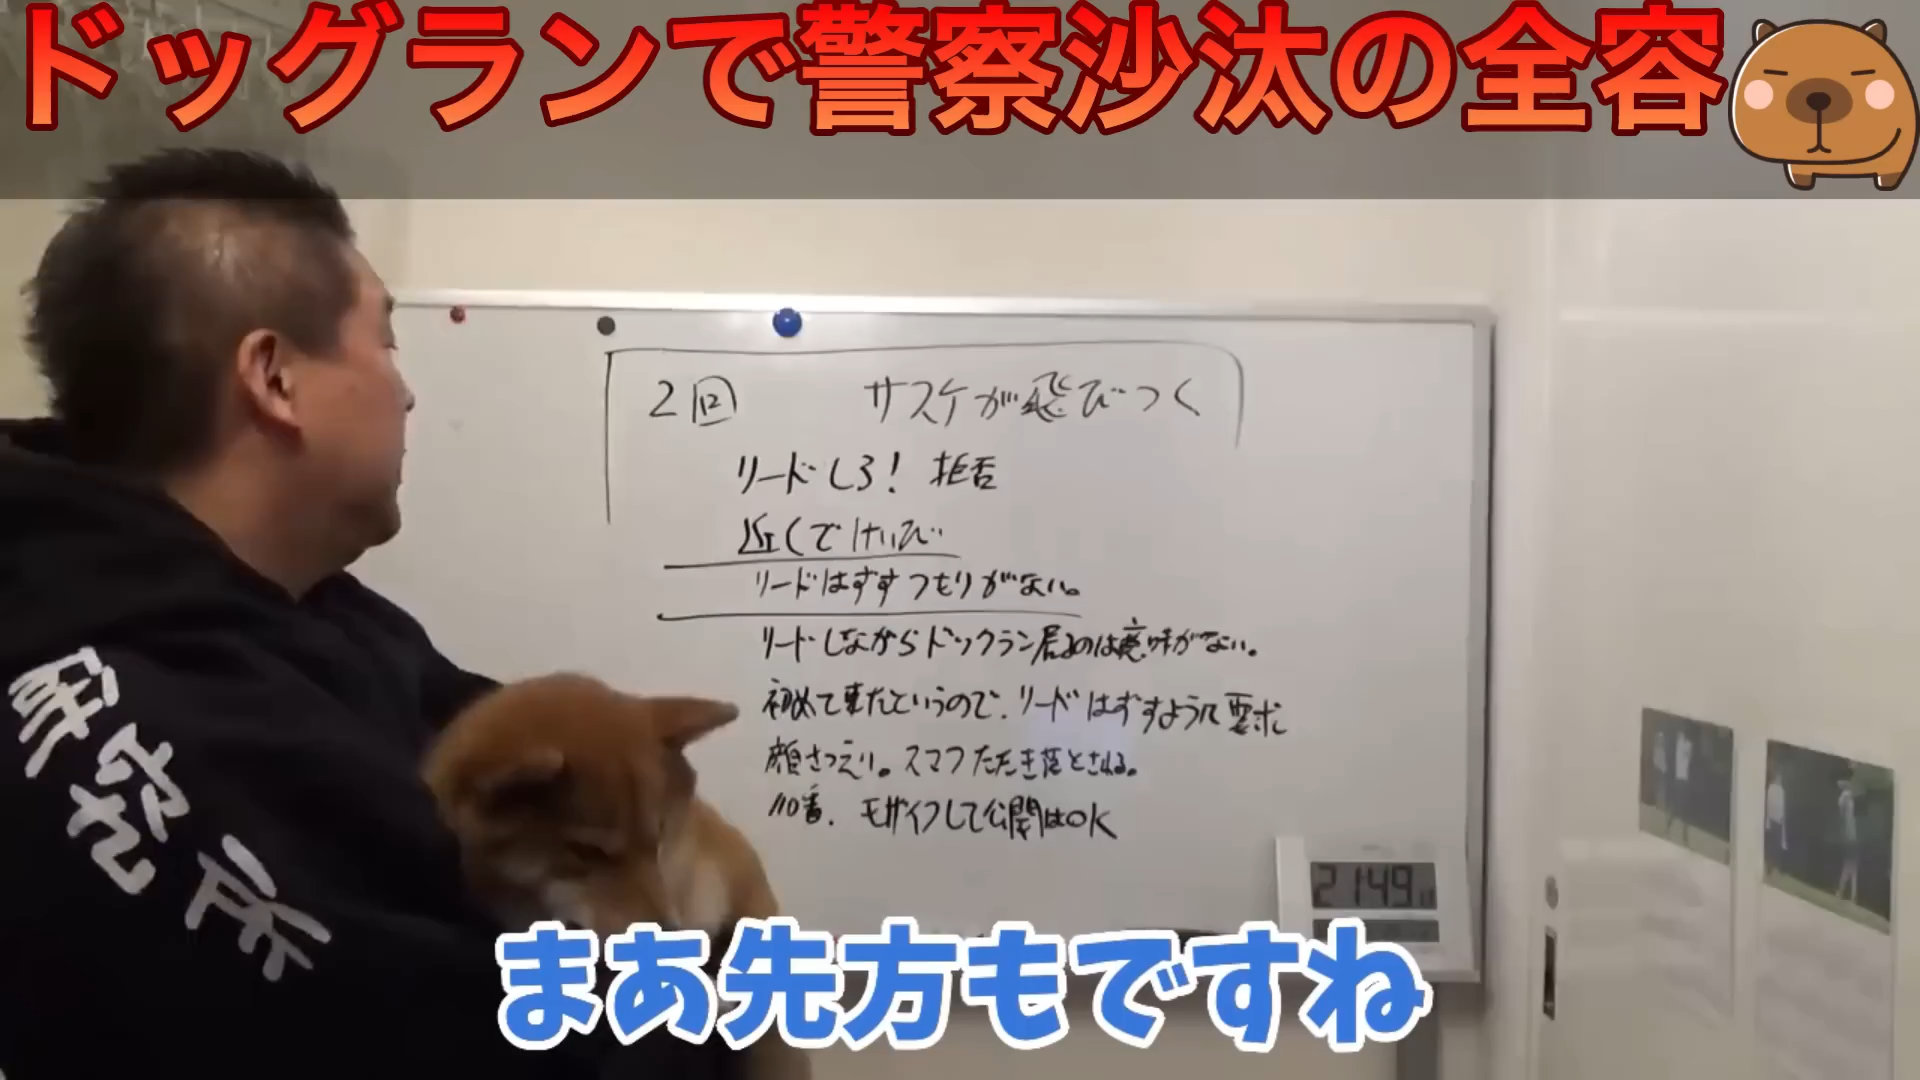 ドッグランで警察沙汰の全容
2回 サスケが飛びつく
リードしろ! 拒否
近くでけいび
リードはずすつもりがない。
リードしながらドックラン居るのは意味がない。
初めて来たというので、リードはずすように要求
顔さつえい。スマフたたき落とされる。
110番. モザイクして公開はOK
21:49
まあ先方もですね